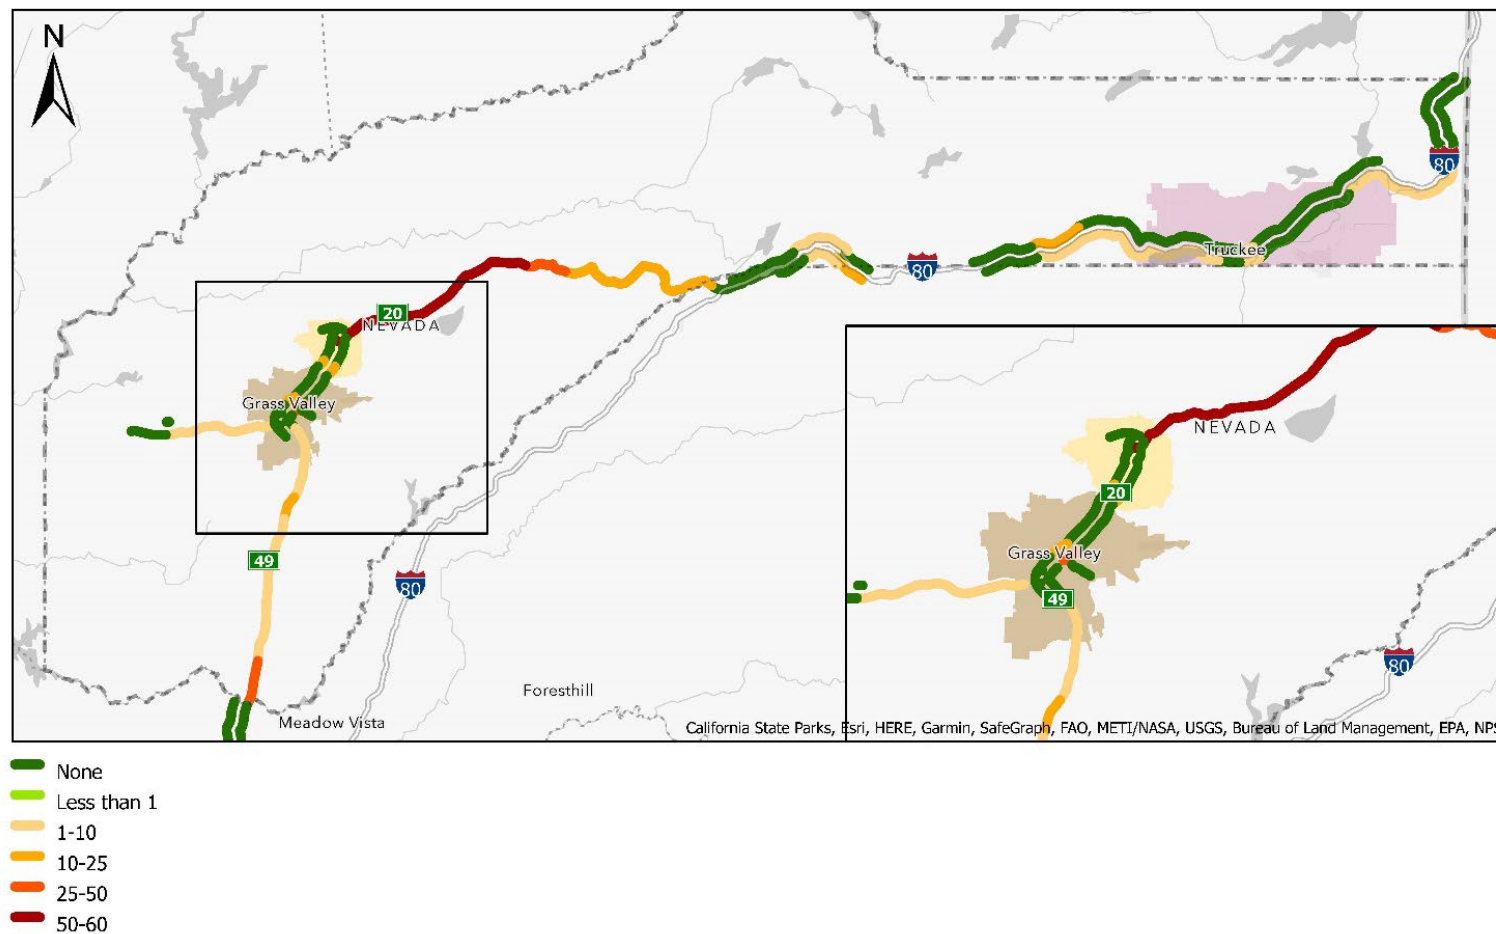 N
80
80
Truckee
20
NEVADA
Grass Valley
NEVADA
20
Grass Valley
49
49
80
80
Foresthill
Meadow Vista
California State Parks, Esri, HERE, Garmin, SafeGraph, FAO, METI/NASA, USGS, Bureau of Land Management, EPA, NPS
None
Less than 1
1-10
10-25
25-50
50-60